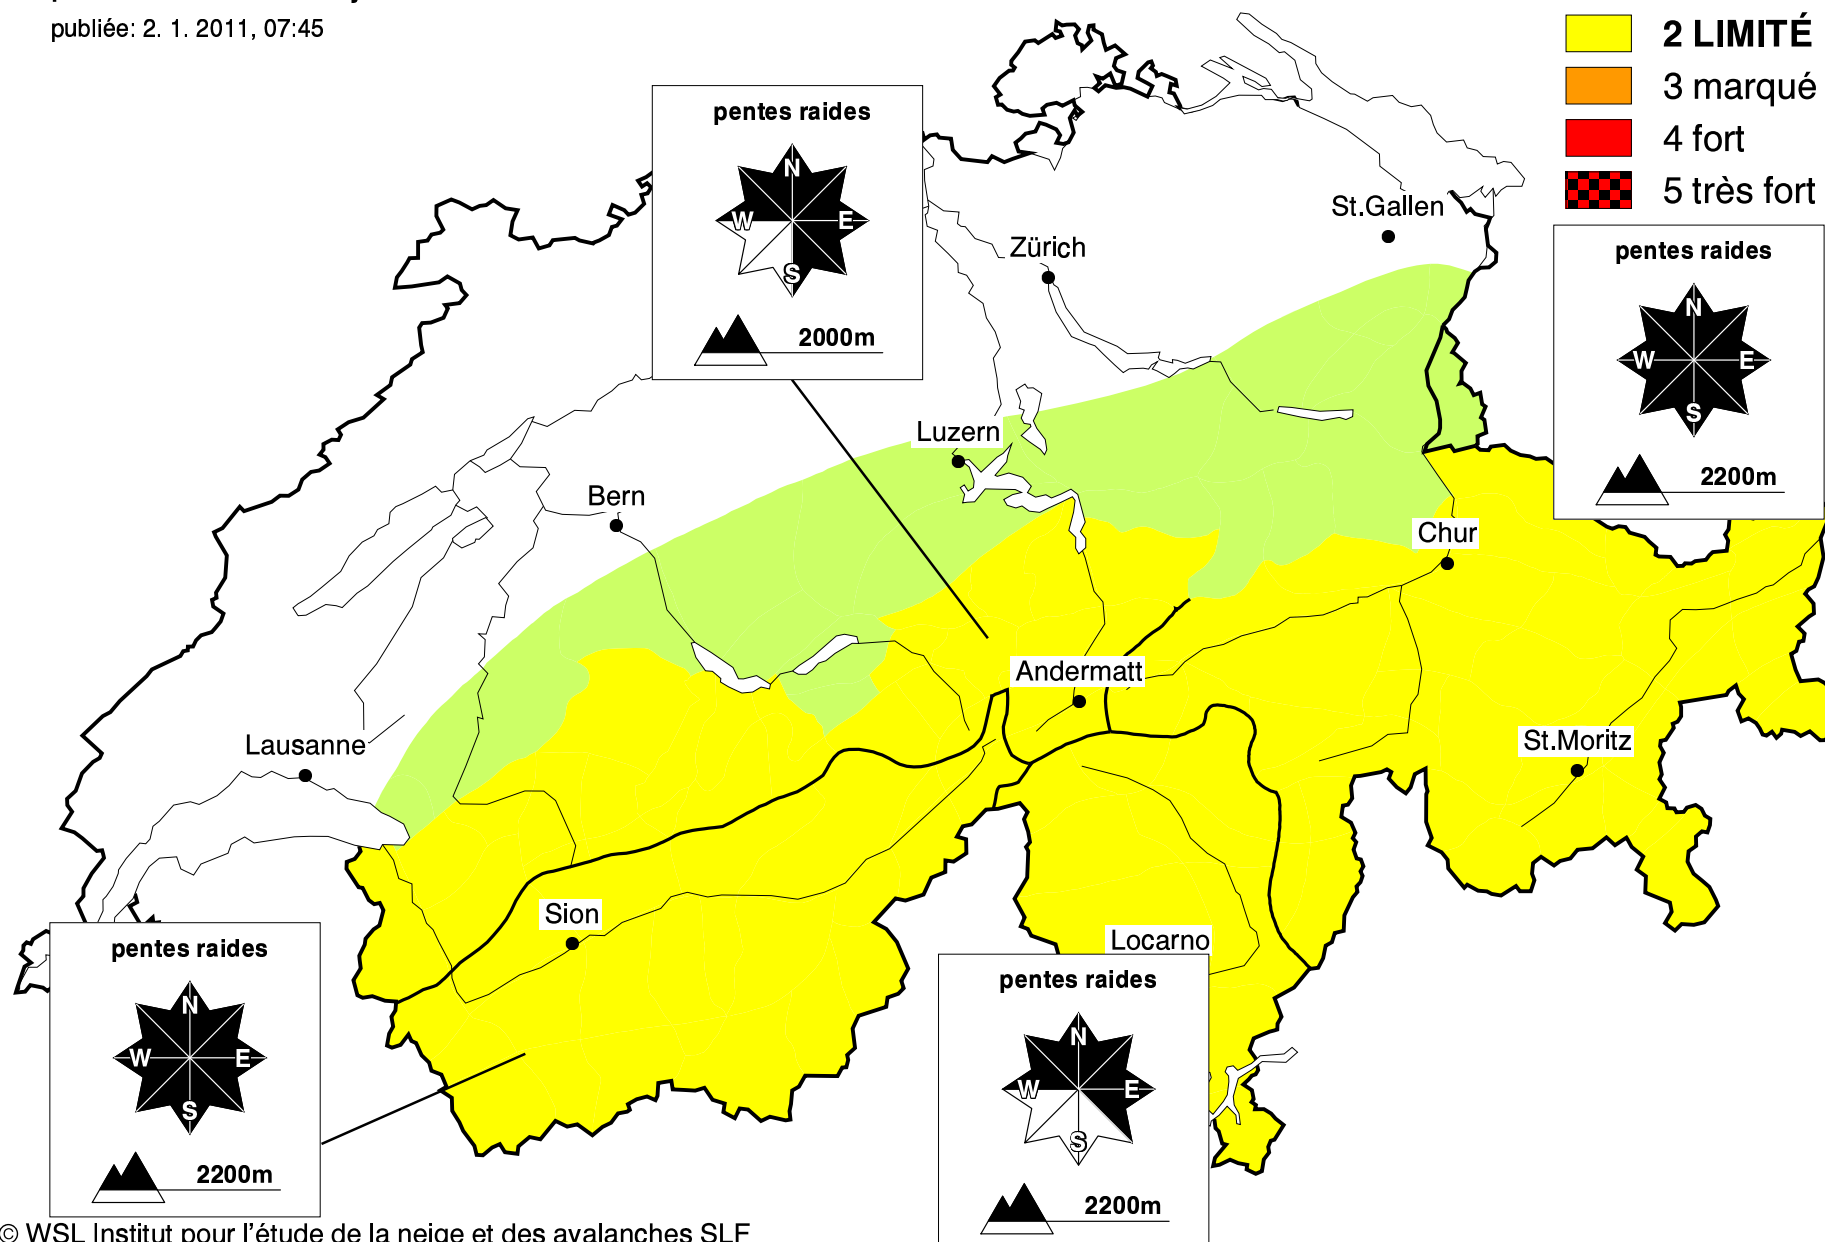 publiée: 2. 1. 2011, 07:45
2 LIMITÉ
3 marqué
4 fort
5 très fort
pentes raides
N
W E
S
2000m
St.Gallen
Zürich
pentes raides
N
W E
S
2200m
Luzern
Bern
Chur
Andermatt
Lausanne
St.Moritz
Sion
Locarno
pentes raides
N
W E
S
2200m
pentes raides
N
W E
S
2200m
© WSL Institut pour l'étude de la neige et des avalanches SLF